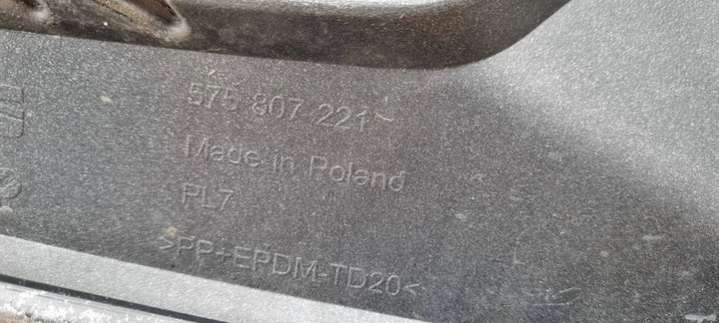 575 807 221
Made in Poland
PL7
>PP+EPDM-TD20<